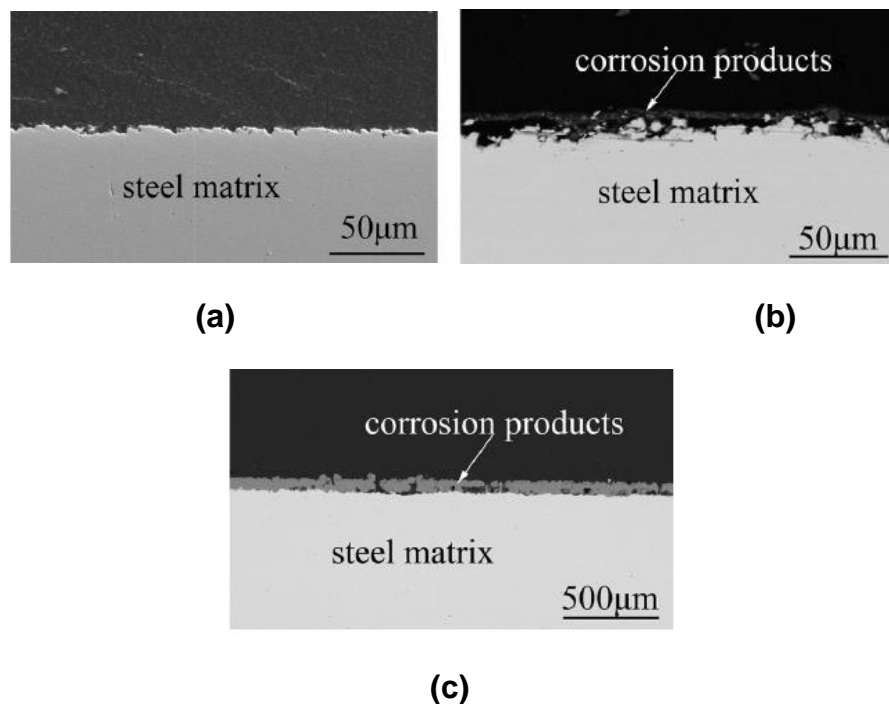 steel matrix
50μm
(a)
corrosion products
steel matrix
50μm
(b)
corrosion products
steel matrix
500μm
(c)